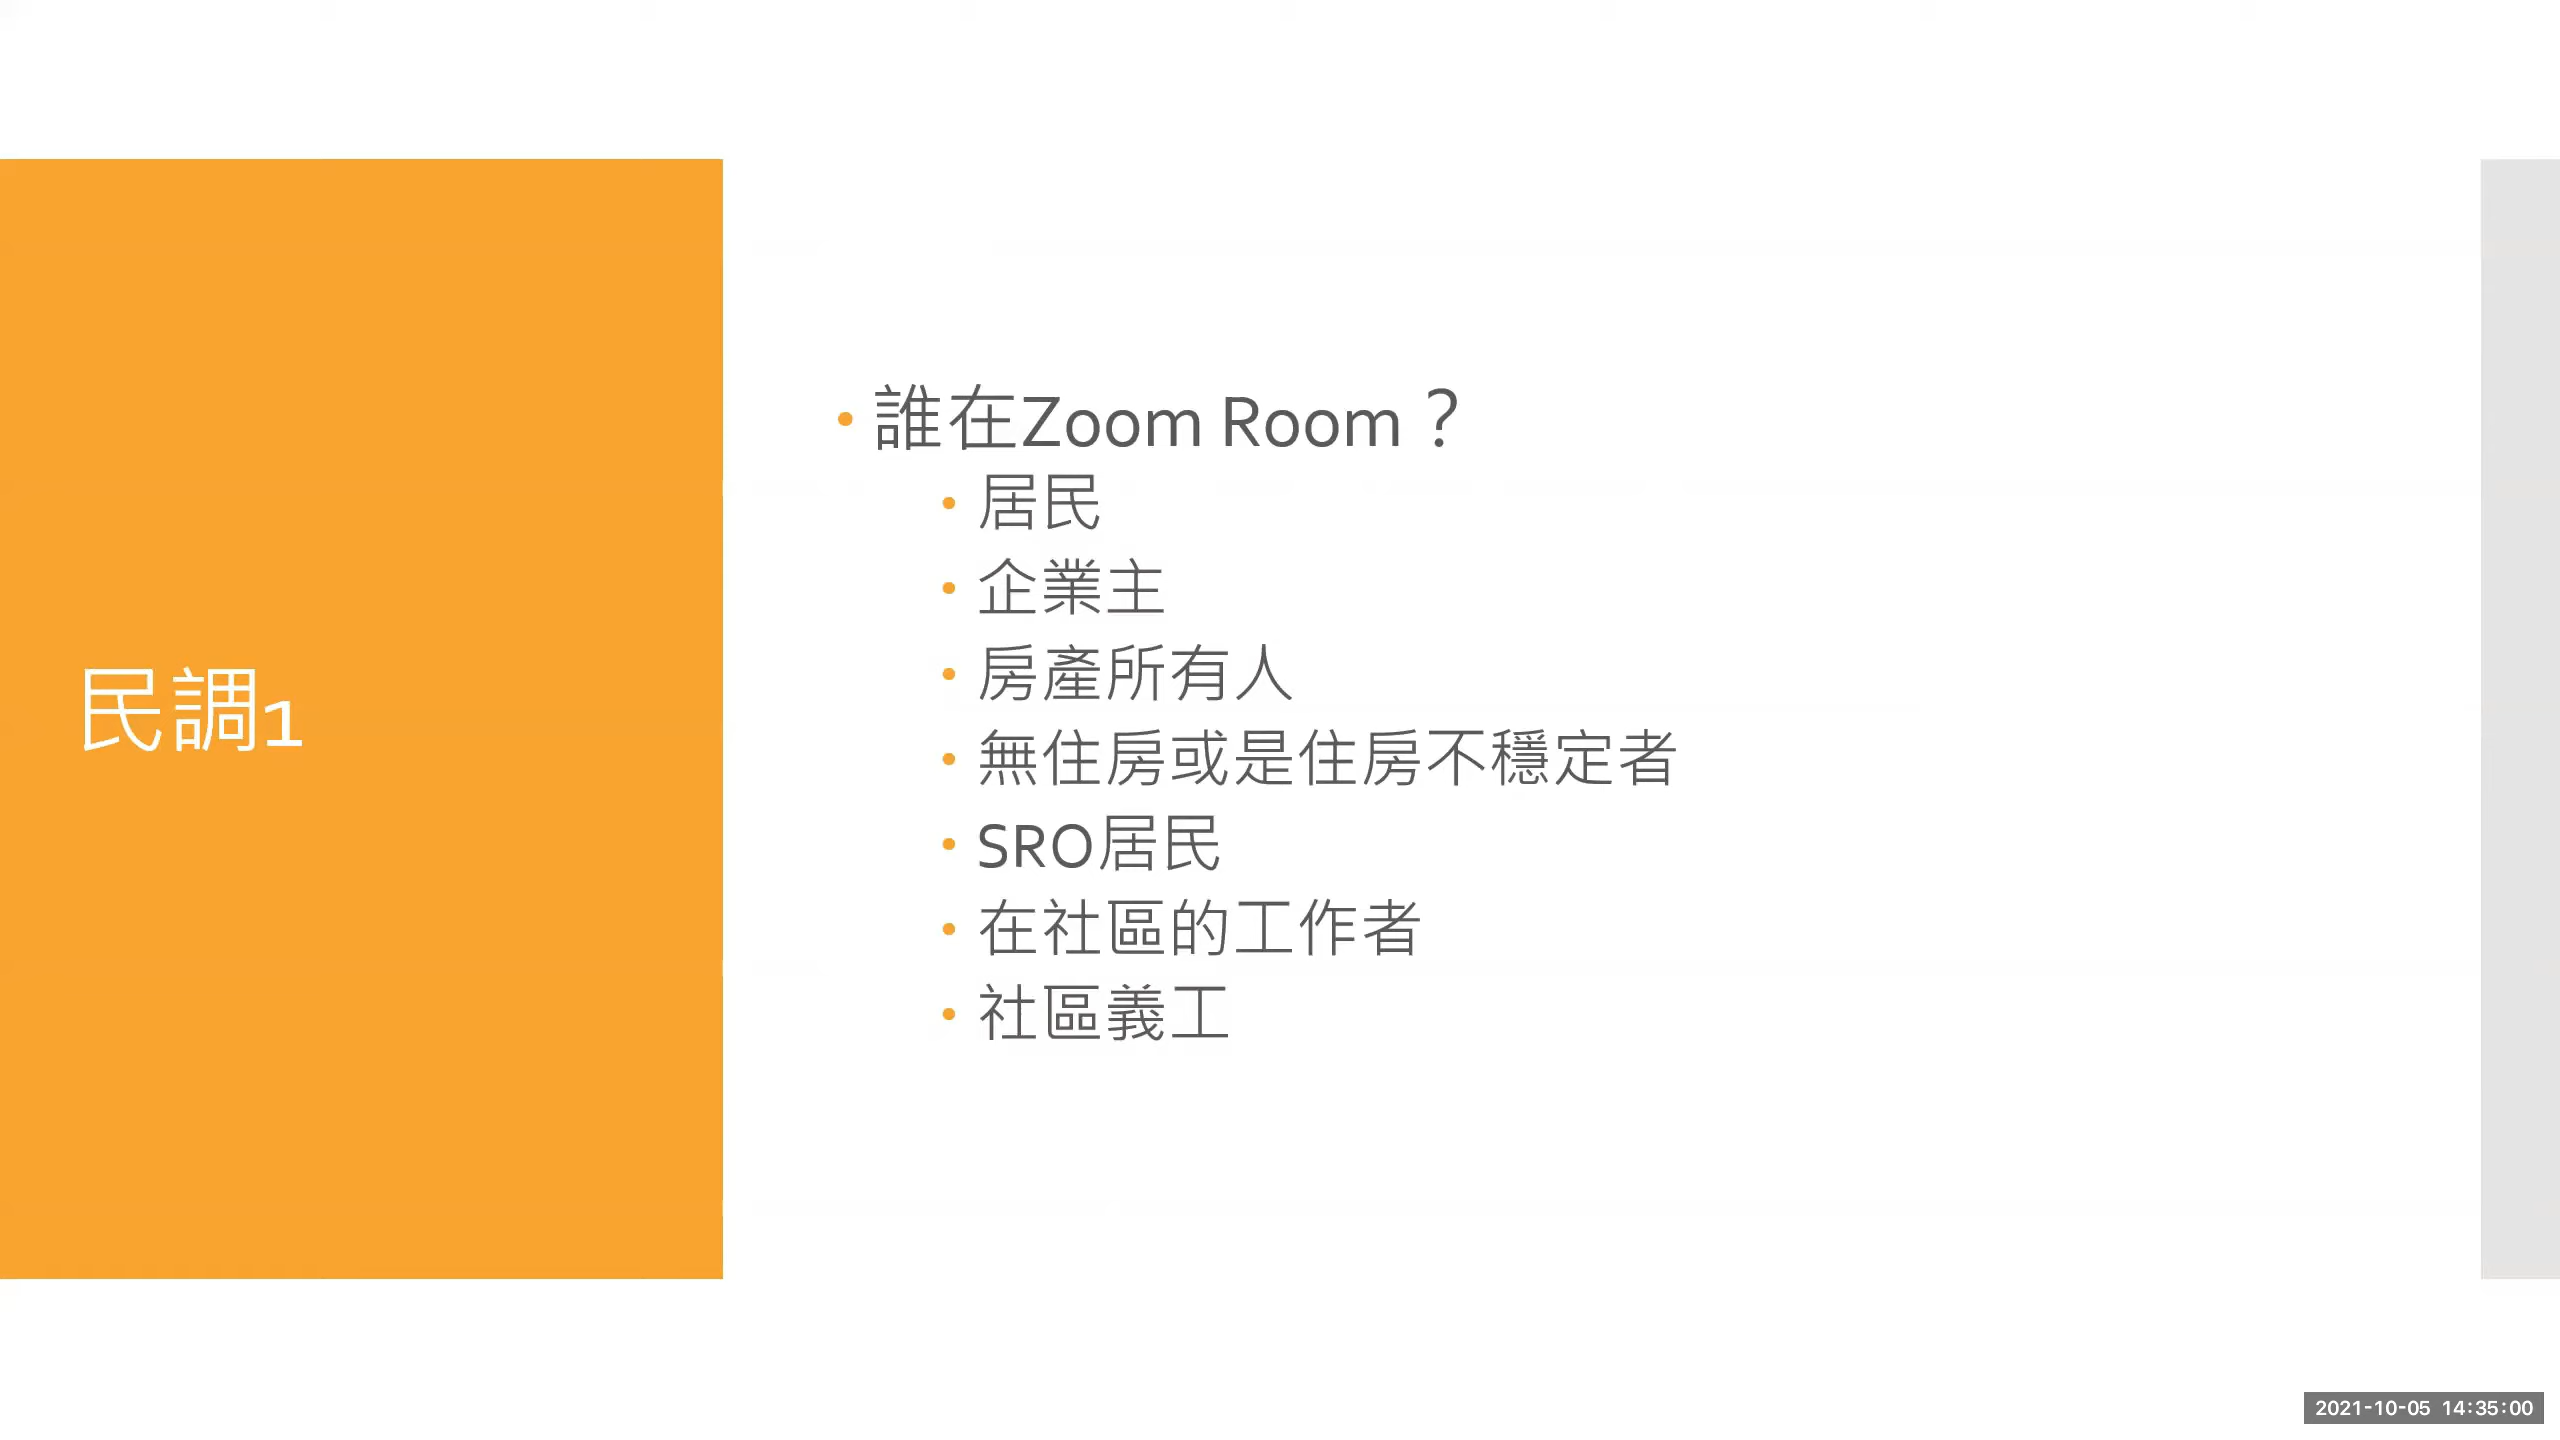 民調1
• 誰在Zoom Room？
• 居民
• 企業主
• 房產所有人
• 無住房或是住房不穩定者
• SRO居民
• 在社區的工作者
• 社區義工
2021-10-05 14:35:00